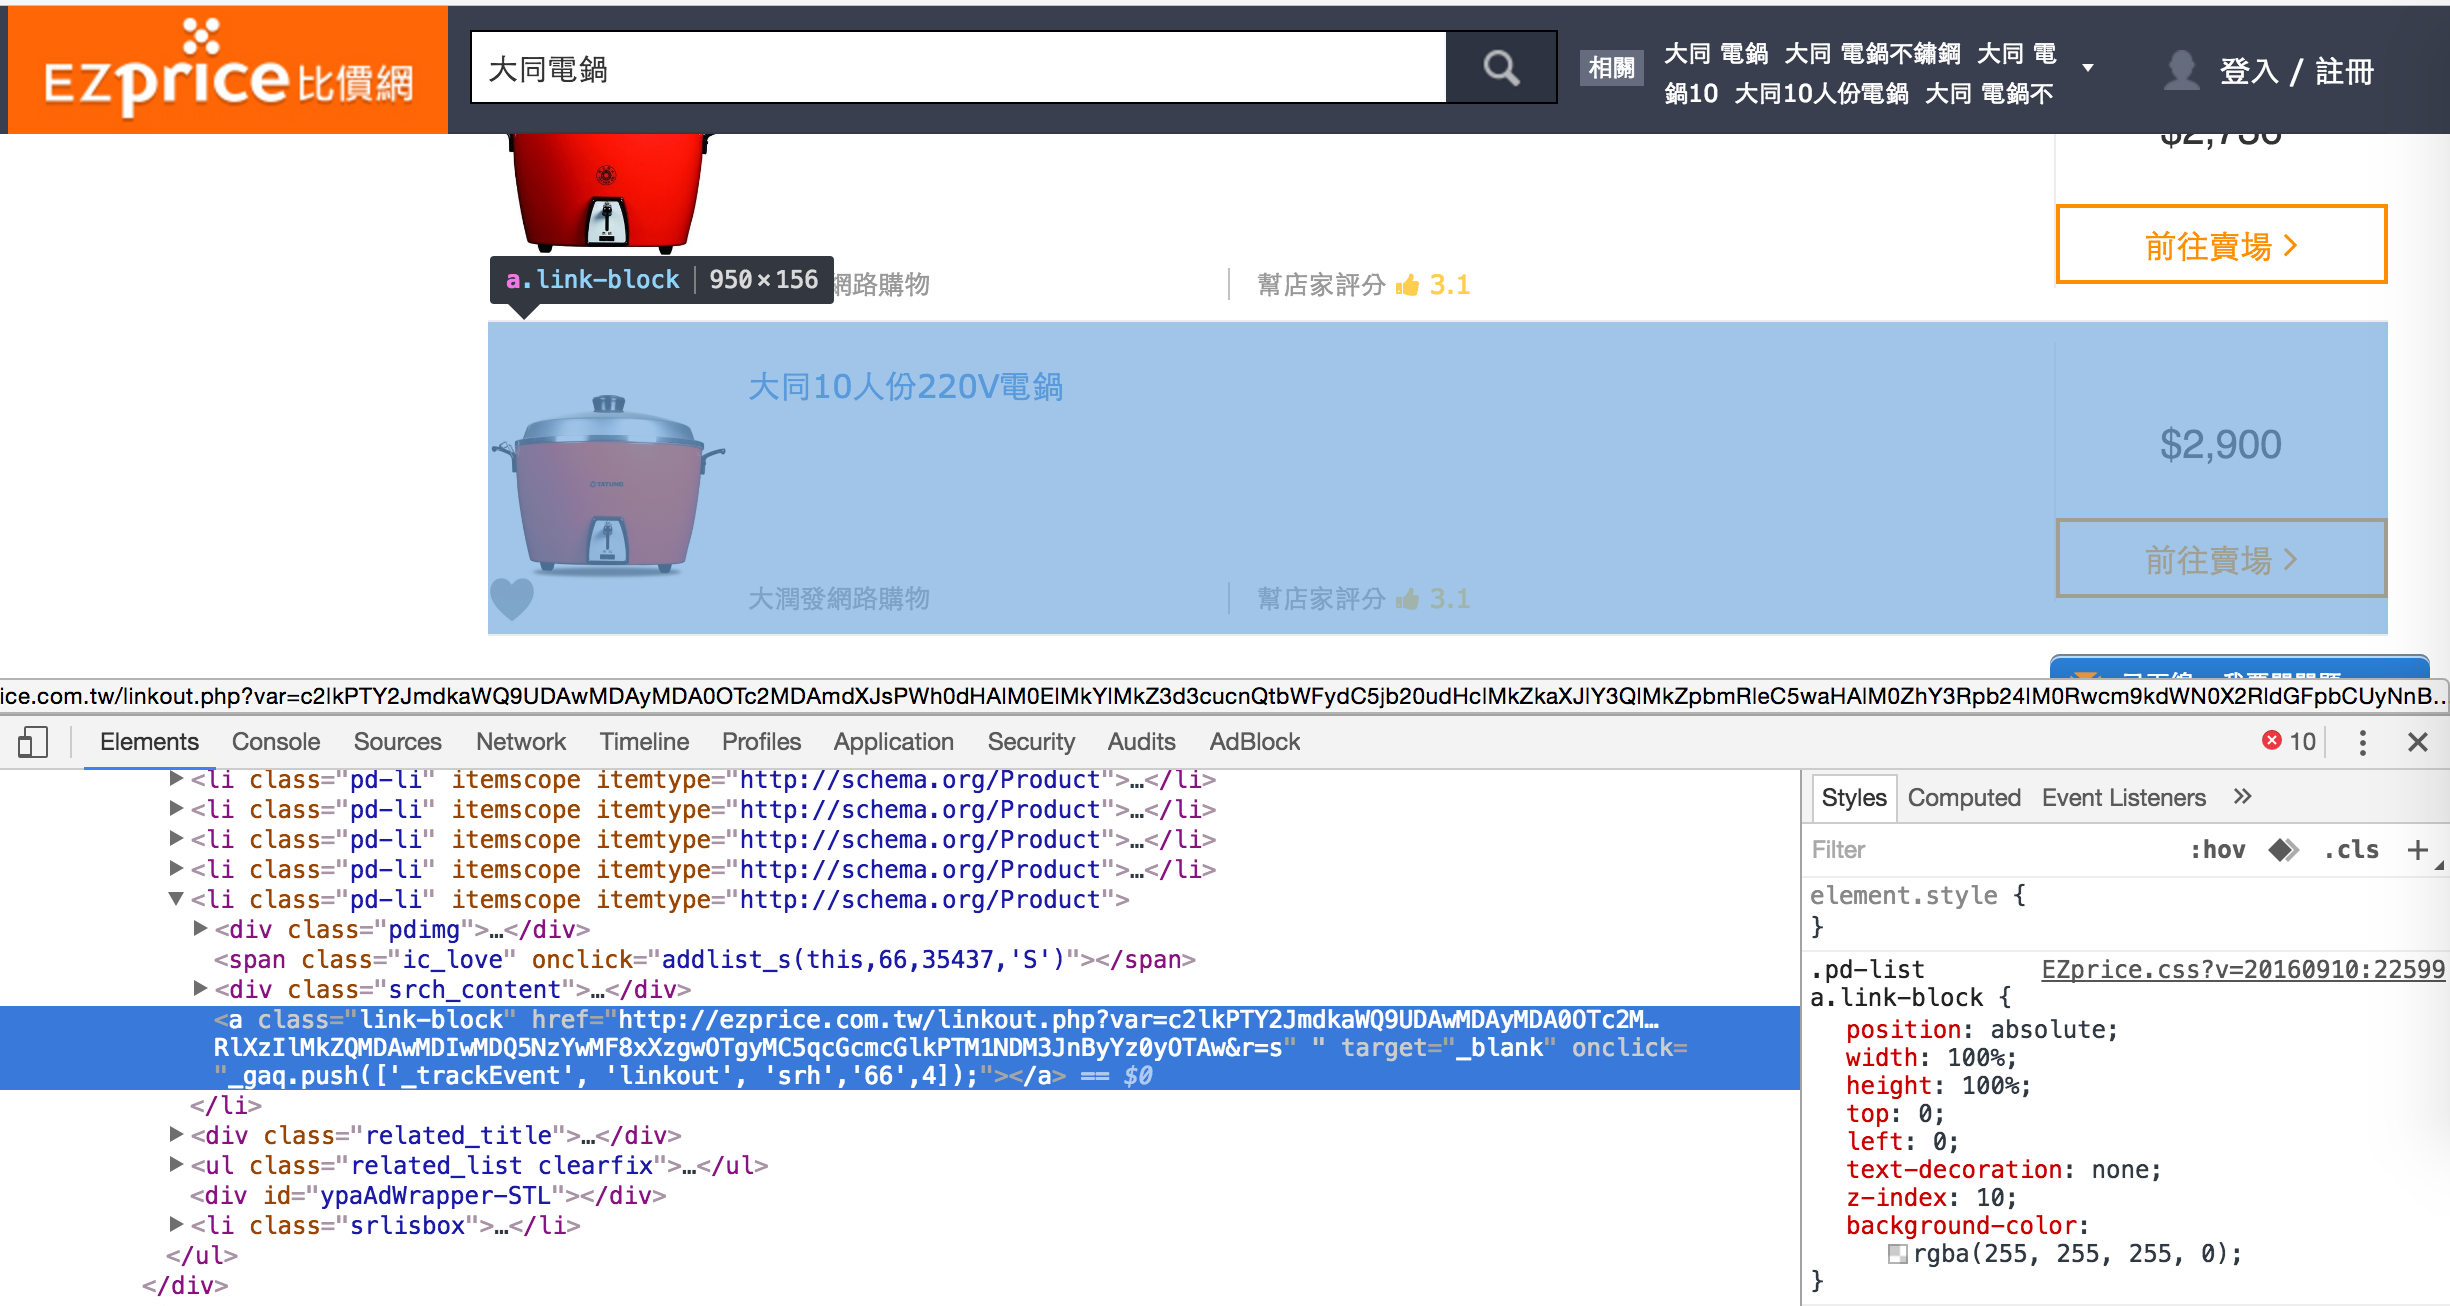 EZprice比價網
大同電鍋
相關
大同 電鍋 大同 電鍋不鏽鋼 大同 電
鍋10 大同10人份電鍋 大同 電鍋不
登入 / 註冊
前往賣場 >
a.link-block 950×156
網路購物
幫店家評分 3.1
大同10人份220V電鍋
TATUNG
$2,900
前往賣場 >
大潤發網路購物
幫店家評分 3.1
ice.com.tw/linkout.php?var=c2lkPTY2JmdkaWQ9UDAwMDAyMDA0OTc2MDAmdXJsPWh0dHAlM0ElMkYlMkZ3d3cucnQtbWFydC5jb20udHclMkZkaXJlY3QlMkZpbmRleC5waHAlM0ZhY3Rpb24lM0Rwcm9kdWN0X2RldGFpbCUyNnB…
Elements Console Sources Network Timeline Profiles Application Security Audits AdBlock
10
<li class="pd-li" itemscope itemtype="http://schema.org/Product">…</li>
<li class="pd-li" itemscope itemtype="http://schema.org/Product">…</li>
<li class="pd-li" itemscope itemtype="http://schema.org/Product">…</li>
<li class="pd-li" itemscope itemtype="http://schema.org/Product">…</li>
<li class="pd-li" itemscope itemtype="http://schema.org/Product">
<div class="pdimg">…</div>
<span class="ic_love" onclick="addlist_s(this,66,35437,'S')"></span>
<div class="srch_content">…</div>
<a class="link-block" href="http://ezprice.com.tw/linkout.php?var=c2lkPTY2JmdkaWQ9UDAwMDAyMDA0OTc2M…
RlXzIlMkZQMDAwMDIwMDQ5NzYwMF8xXzgwOTgyMC5qcGcmcGlkPTM1NDM3JnByYz0yOTAw&r=s" " target="_blank" onclick=
"_gaq.push(['_trackEvent', 'linkout', 'srh','66',4]);"></a> == $0
</li>
<div class="related_title">…</div>
<ul class="related_list clearfix">…</ul>
<div id="ypaAdWrapper-STL"></div>
<li class="srlisbox">…</li>
</ul>
</div>
Styles Computed Event Listeners »
Filter :hov .cls +
element.style {
}
.pd-list EZprice.css?v=20160910:22599
a.link-block {
position: absolute;
width: 100%;
height: 100%;
top: 0;
left: 0;
text-decoration: none;
z-index: 10;
background-color:
rgba(255, 255, 255, 0);
}